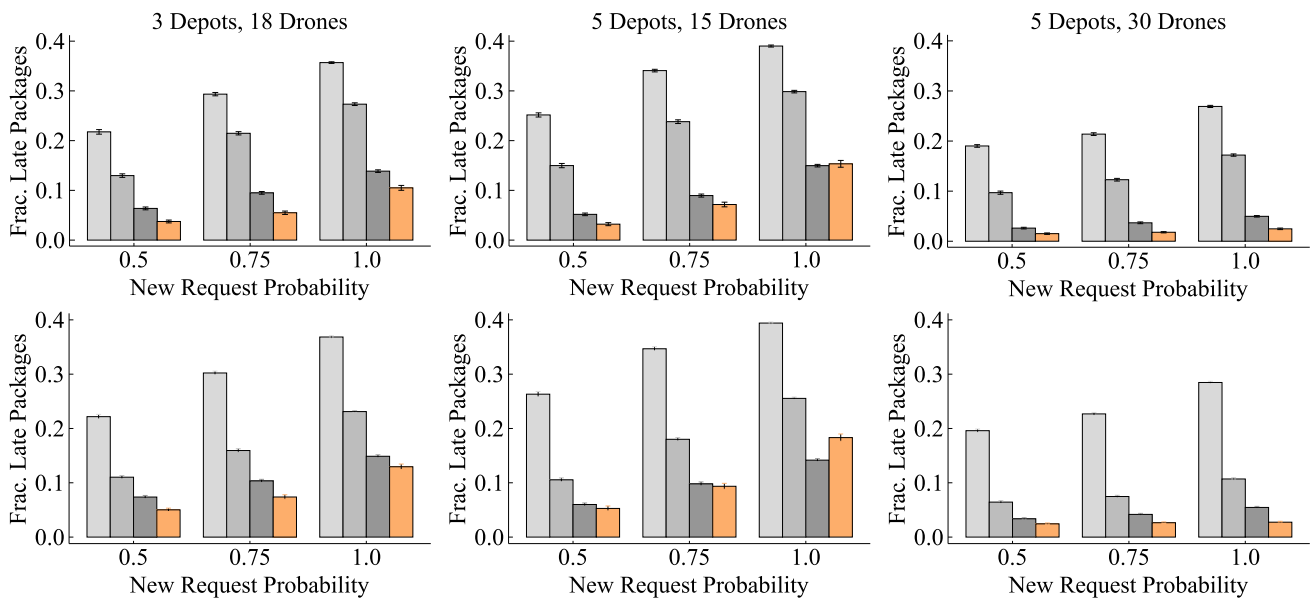 3 Depots, 18 Drones
Frac. Late Packages
0.4
0.3
0.2
0.1
0.0
0.5 0.75 1.0
New Request Probability
5 Depots, 15 Drones
Frac. Late Packages
0.4
0.3
0.2
0.1
0.0
0.5 0.75 1.0
New Request Probability
5 Depots, 30 Drones
Frac. Late Packages
0.4
0.3
0.2
0.1
0.0
0.5 0.75 1.0
New Request Probability
Frac. Late Packages
0.4
0.3
0.2
0.1
0.0
0.5 0.75 1.0
New Request Probability
Frac. Late Packages
0.4
0.3
0.2
0.1
0.0
0.5 0.75 1.0
New Request Probability
Frac. Late Packages
0.4
0.3
0.2
0.1
0.0
0.5 0.75 1.0
New Request Probability